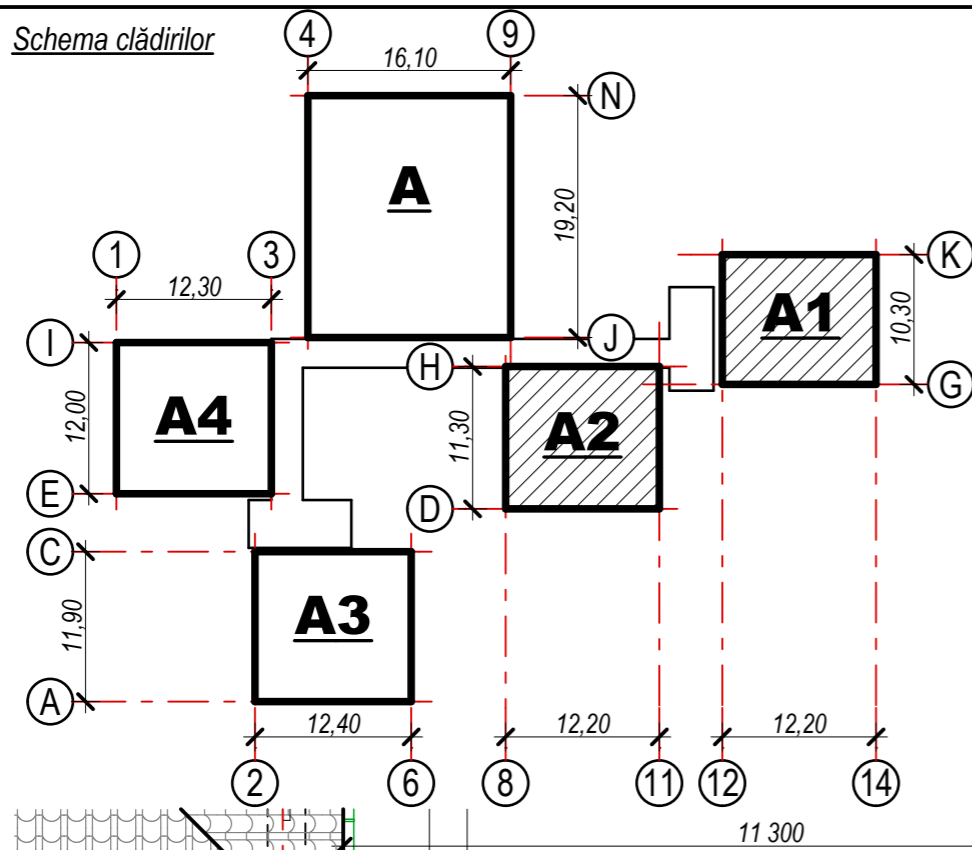 Schema clădirilor
4
9
16,10
N
A
19,20
1
3
K
12,30
A1
10,30
I
J
H
G
12,00
A4
11,30
A2
E
D
C
11,90
A3
A
12,40
12,20
12,20
2
6
8
11
12
14
11 300